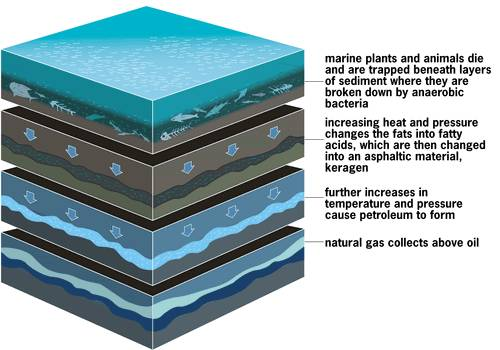 marine plants and animals die
and are trapped beneath layers
of sediment where they are
broken down by anaerobic
bacteria
increasing heat and pressure
changes the fats into fatty
acids, which are then changed
into an asphaltic material,
keragen
further increases in
temperature and pressure
cause petroleum to form
natural gas collects above oil